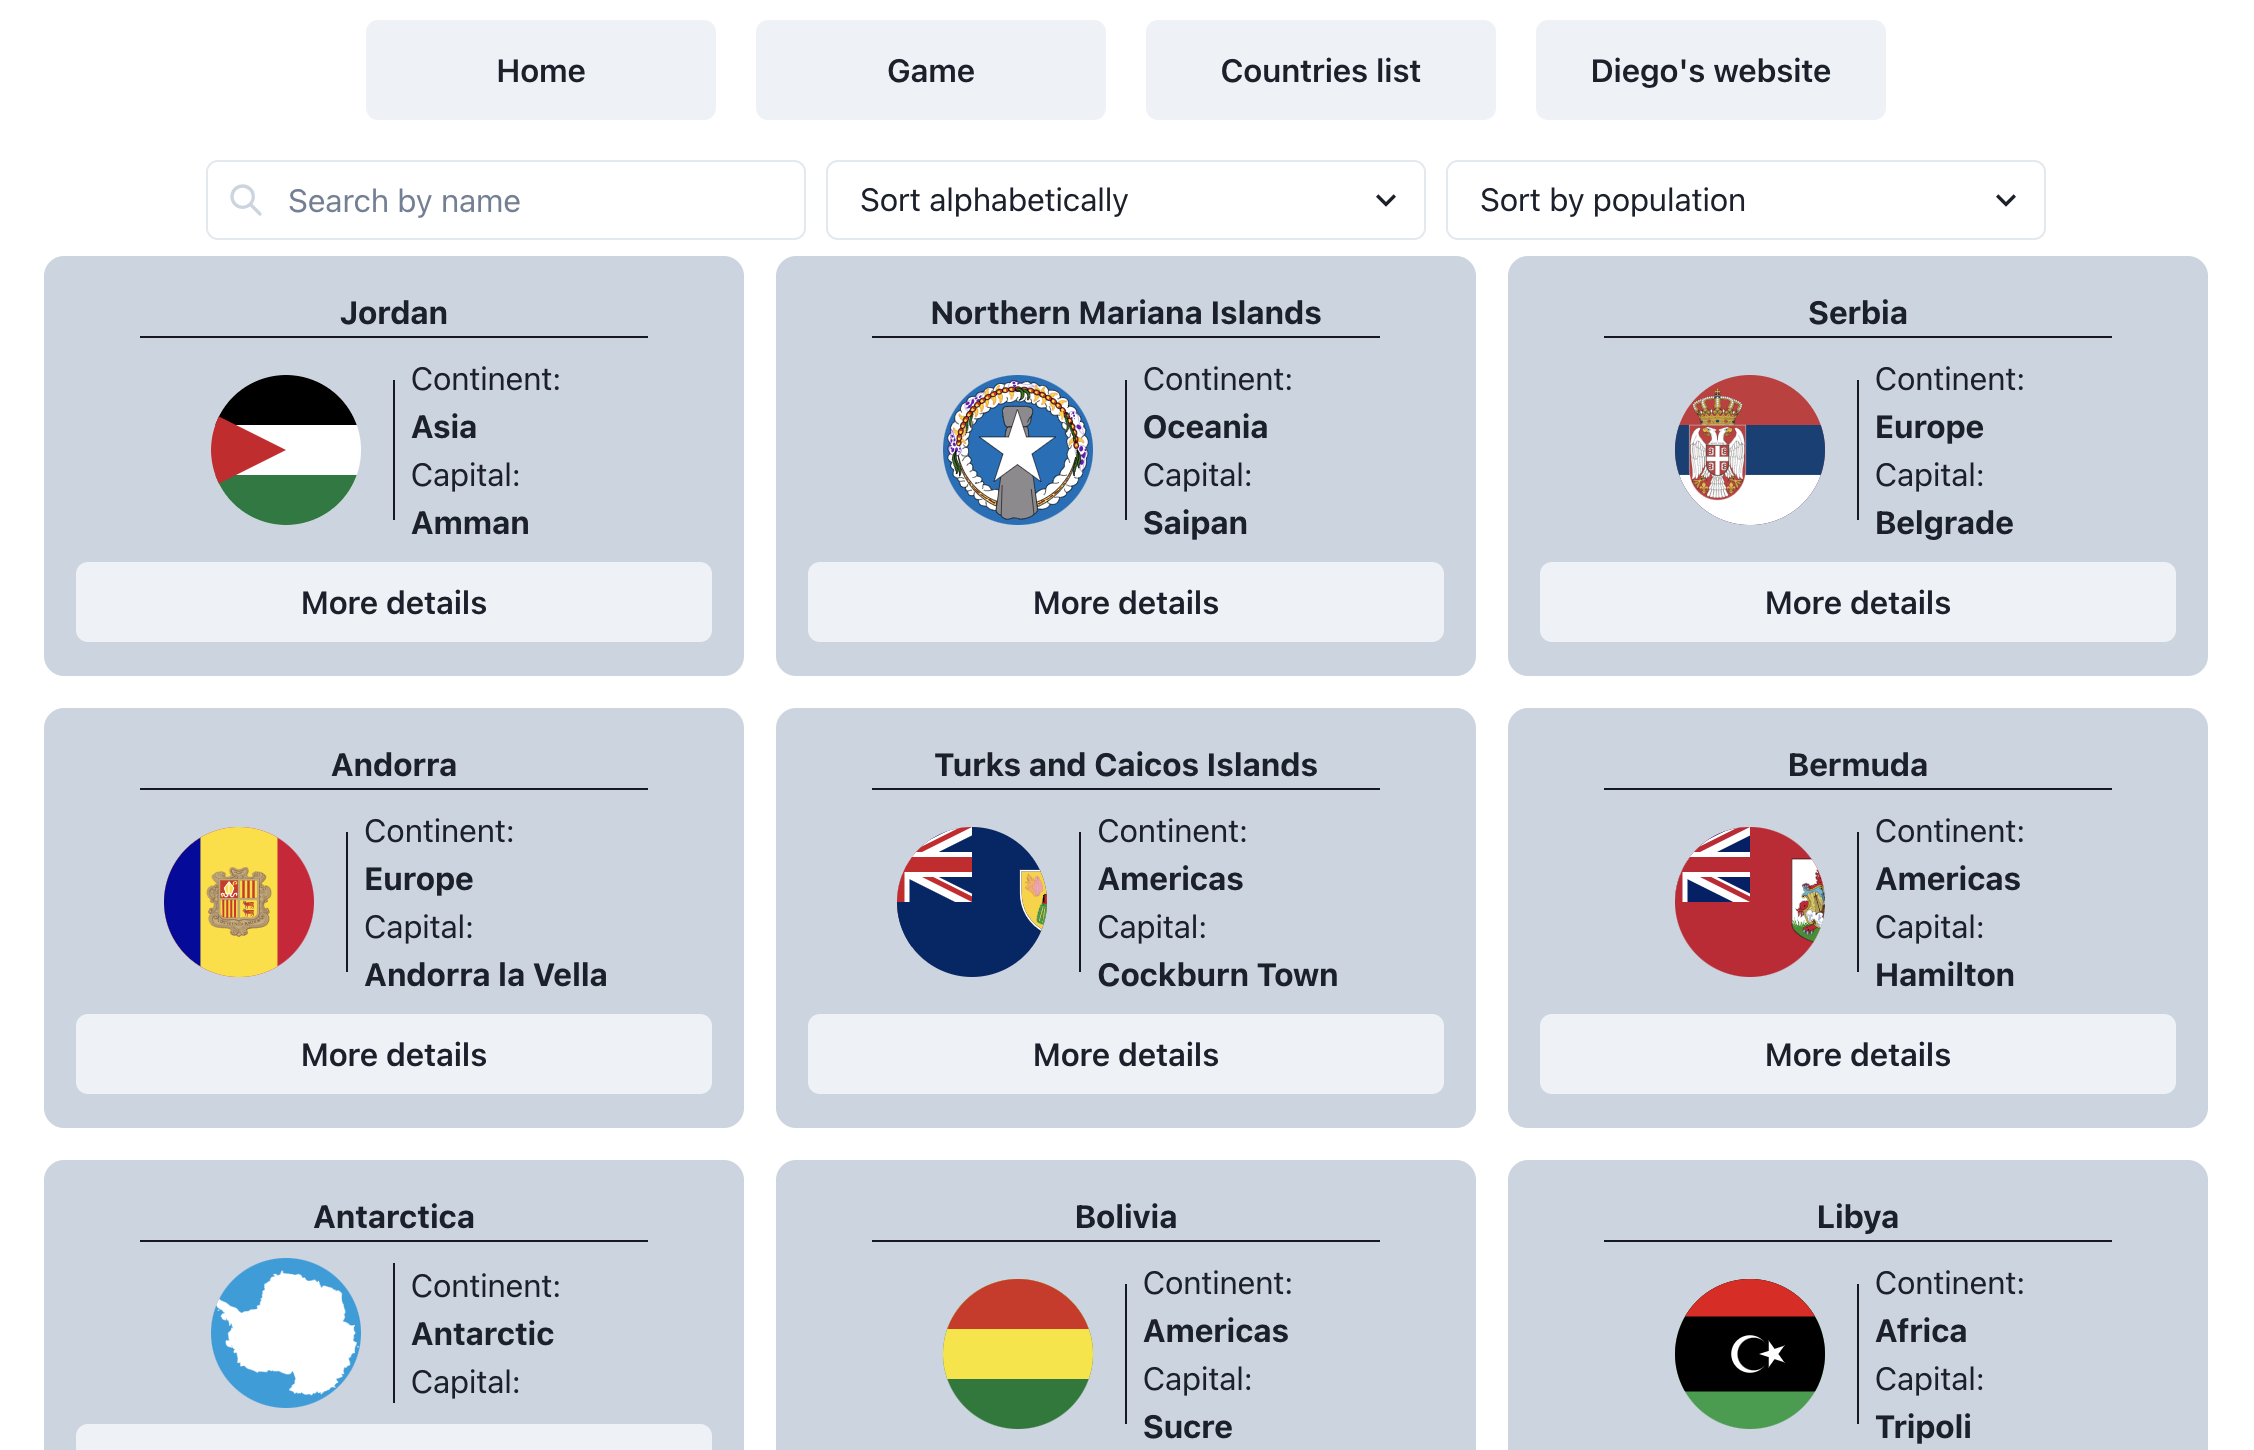 Home
Game
Countries list
Diego's website
Search by name
Sort alphabetically
Sort by population
Jordan
Continent:
Asia
Capital:
Amman
More details
Northern Mariana Islands
Continent:
Oceania
Capital:
Saipan
More details
Serbia
Continent:
Europe
Capital:
Belgrade
More details
Andorra
Continent:
Europe
Capital:
Andorra la Vella
More details
Turks and Caicos Islands
Continent:
Americas
Capital:
Cockburn Town
More details
Bermuda
Continent:
Americas
Capital:
Hamilton
More details
Antarctica
Continent:
Antarctic
Capital:
Bolivia
Continent:
Americas
Capital:
Sucre
Libya
Continent:
Africa
Capital:
Tripoli